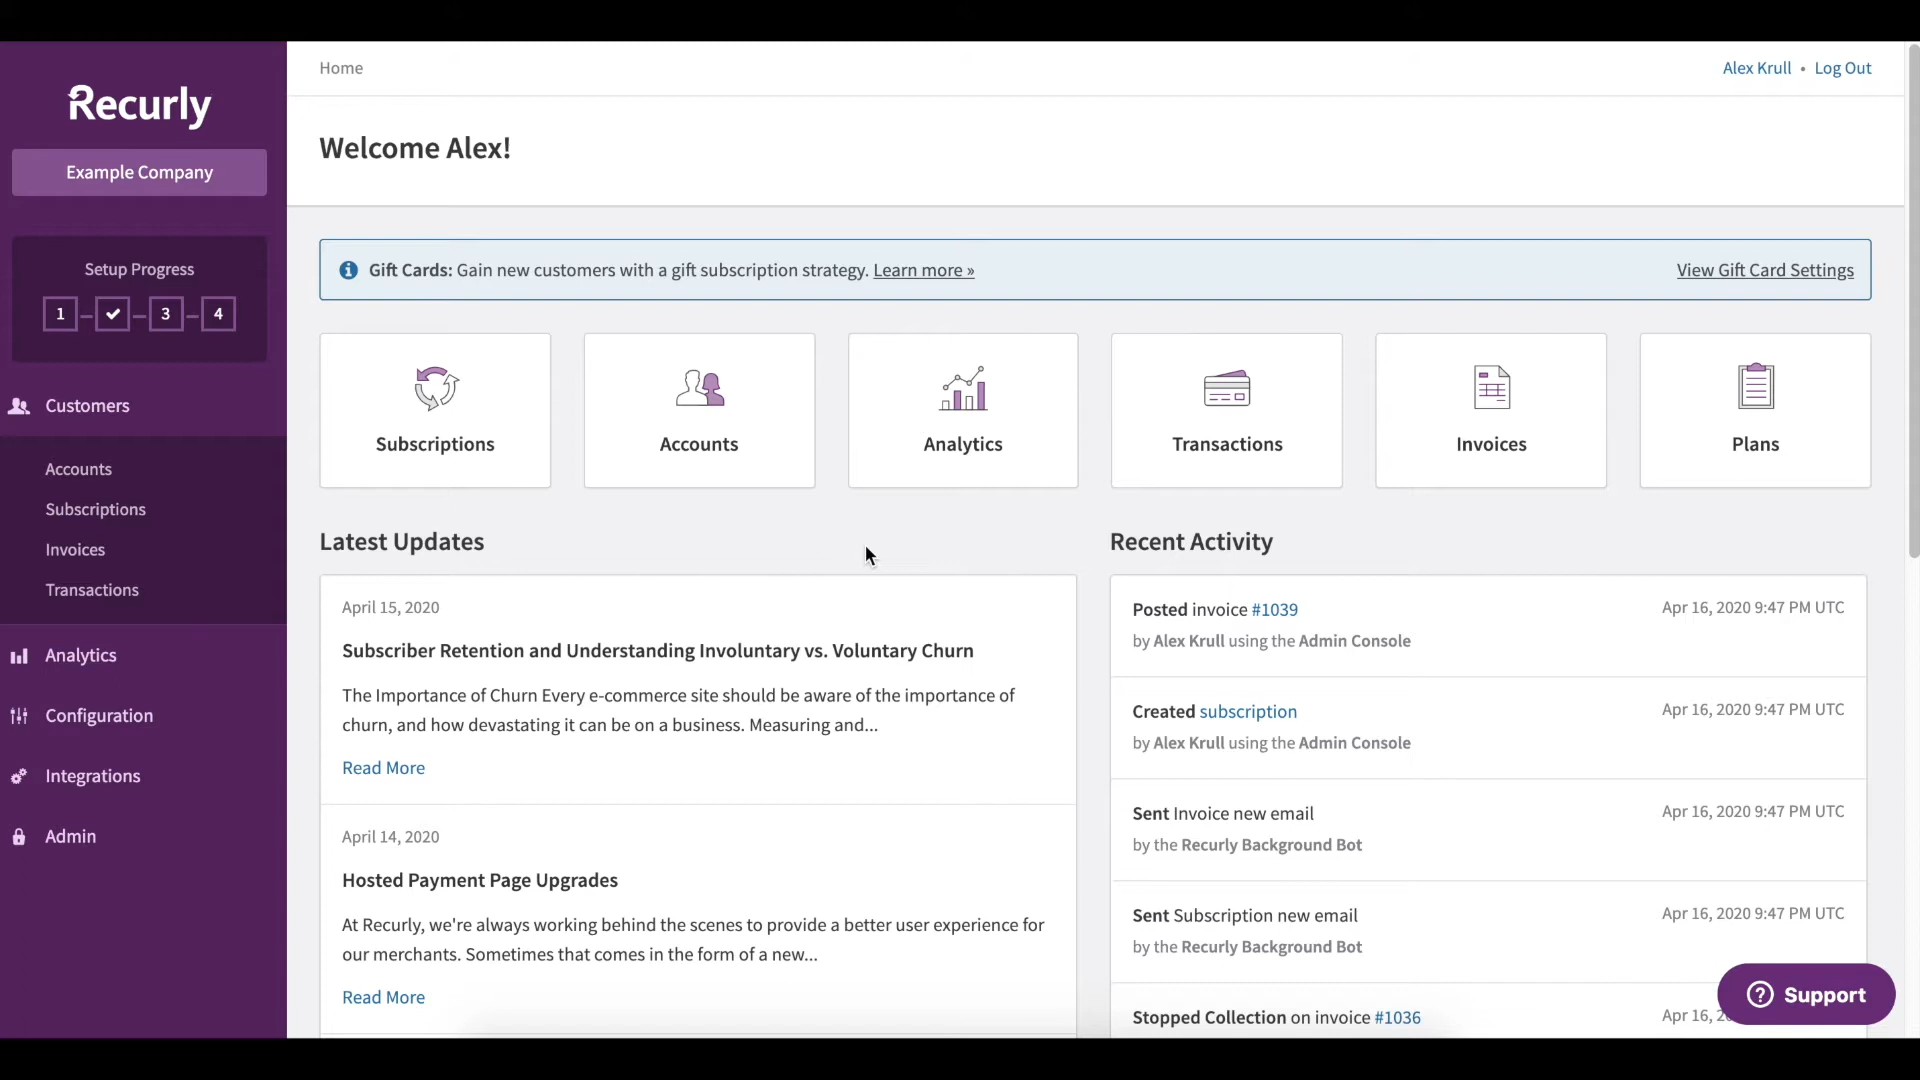 Recurly
Example Company
Setup Progress
1
3
4
Customers
Accounts
Subscriptions
Invoices
Transactions
Analytics
Configuration
Integrations
Admin
Home
Alex Krull • Log Out
Welcome Alex!
Gift Cards: Gain new customers with a gift subscription strategy. Learn more »
View Gift Card Settings
Subscriptions
Accounts
Analytics
Transactions
Invoices
Plans
Latest Updates
April 15, 2020
Subscriber Retention and Understanding Involuntary vs. Voluntary Churn
The Importance of Churn Every e-commerce site should be aware of the importance of
churn, and how devastating it can be on a business. Measuring and...
Read More
April 14, 2020
Hosted Payment Page Upgrades
At Recurly, we're always working behind the scenes to provide a better user experience for
our merchants. Sometimes that comes in the form of a new...
Read More
Recent Activity
Posted invoice #1039
Apr 16, 2020 9:47 PM UTC
by Alex Krull using the Admin Console
Created subscription
Apr 16, 2020 9:47 PM UTC
by Alex Krull using the Admin Console
Sent Invoice new email
Apr 16, 2020 9:47 PM UTC
by the Recurly Background Bot
Sent Subscription new email
Apr 16, 2020 9:47 PM UTC
by the Recurly Background Bot
Stopped Collection on invoice #1036
Apr 16,
Support